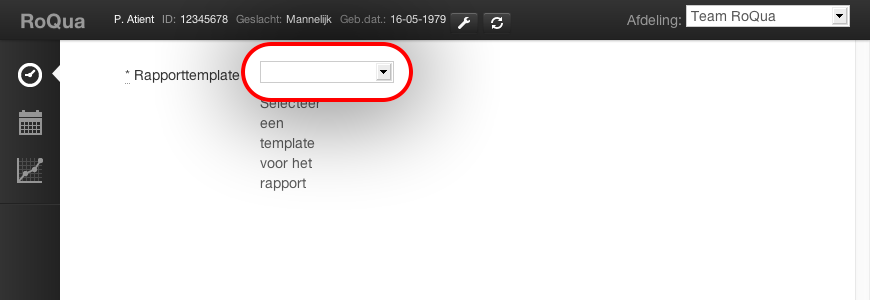 RoQua P. Atient ID: 12345678 Geslacht: Mannelijk Geb.dat.: 16-05-1979 Afdeling: Team RoQua
* Rapporttemplate
Selecteer
een
template
voor het
rapport